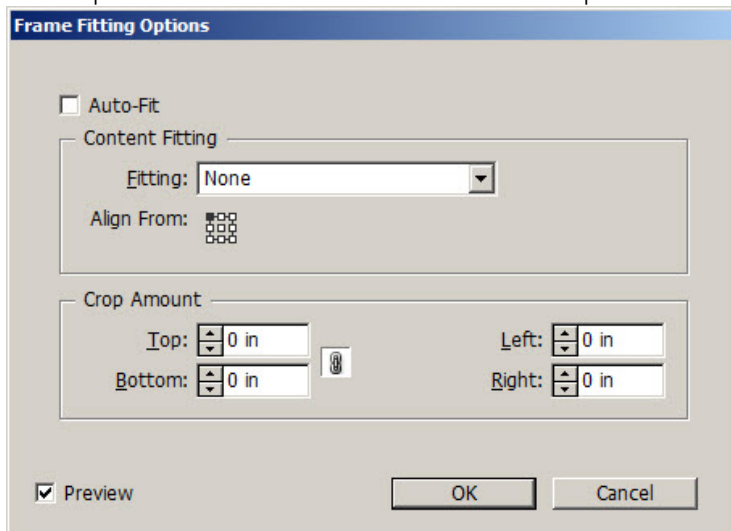 Frame Fitting Options
Auto-Fit
Content Fitting
Fitting: None
Align From:
Crop Amount
Top: 0 in Left: 0 in
Bottom: 0 in Right: 0 in
Preview OK Cancel